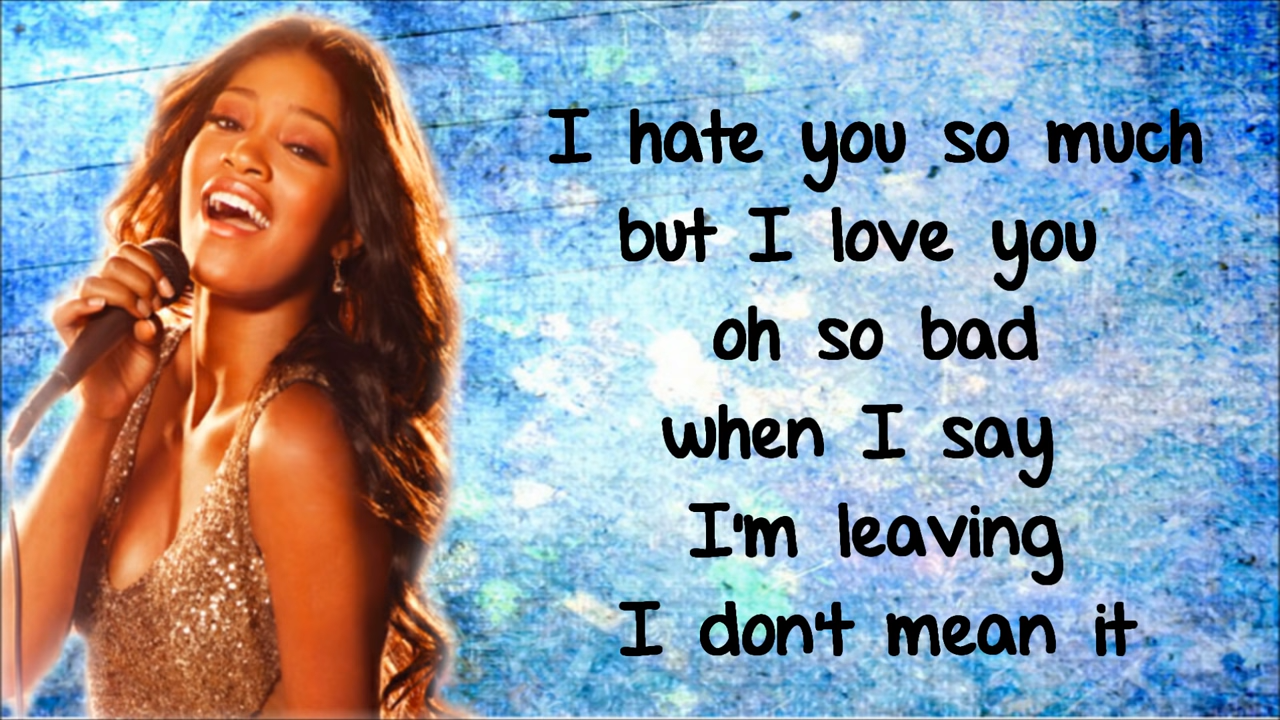 I hate you so much
but I love you
oh so bad
when I say
I'm leaving
I don't mean it